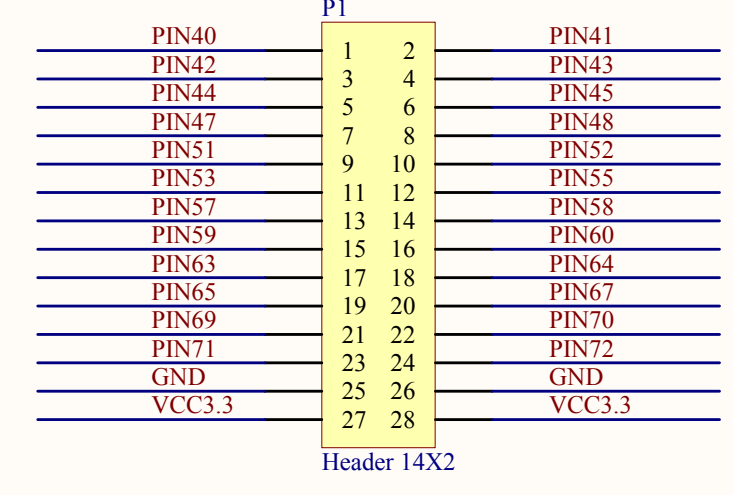 P1
PIN40 1 2 PIN41
PIN42 3 4 PIN43
PIN44 5 6 PIN45
PIN47 7 8 PIN48
PIN51 9 10 PIN52
PIN53 11 12 PIN55
PIN57 13 14 PIN58
PIN59 15 16 PIN60
PIN63 17 18 PIN64
PIN65 19 20 PIN67
PIN69 21 22 PIN70
PIN71 23 24 PIN72
GND 25 26 GND
VCC3.3 27 28 VCC3.3
Header 14X2